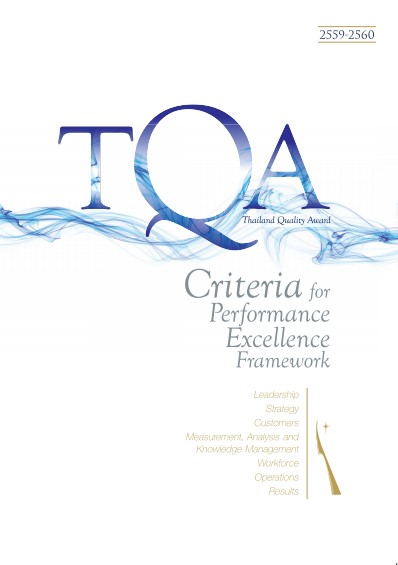 2559-2560
TQA
Thailand Quality Award
Criteria for
Performance
Excellence
Framework
Leadership
Strategy
Customers
Measurement, Analysis and
Knowledge Management
Workforce
Operations
Results